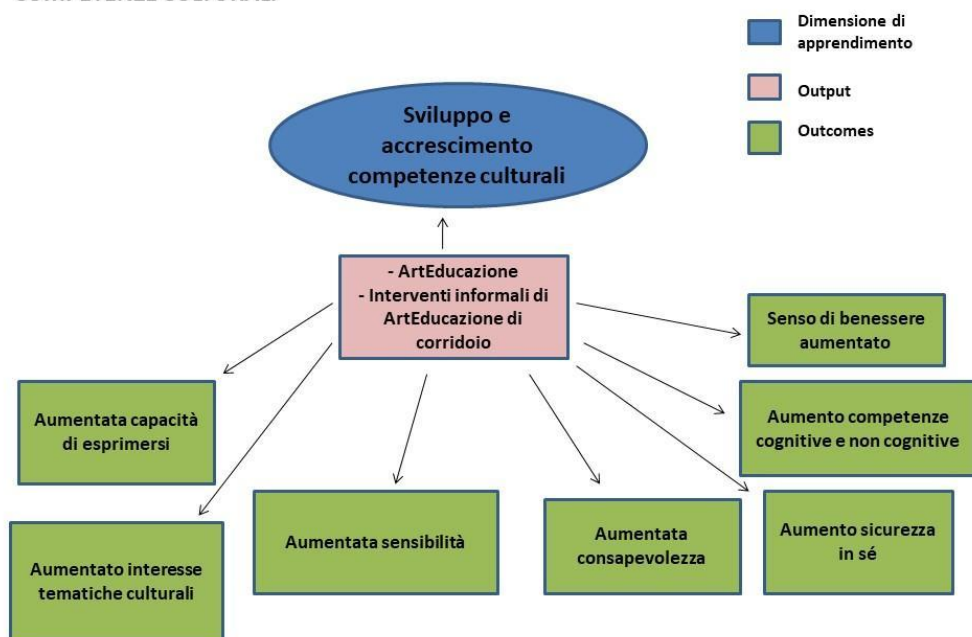 Dimensione di
apprendimento
Output
Outcomes
Sviluppo e
accrescimento
competenze culturali
- ArtEducazione
- Interventi informali di
ArtEducazione di
corridoio
Senso di benessere
aumentato
Aumentata capacità
di esprimersi
Aumento competenze
cognitive e non cognitive
Aumentato interesse
tematiche culturali
Aumentata sensibilità
Aumentata
consapevolezza
Aumento sicurezza
in sé